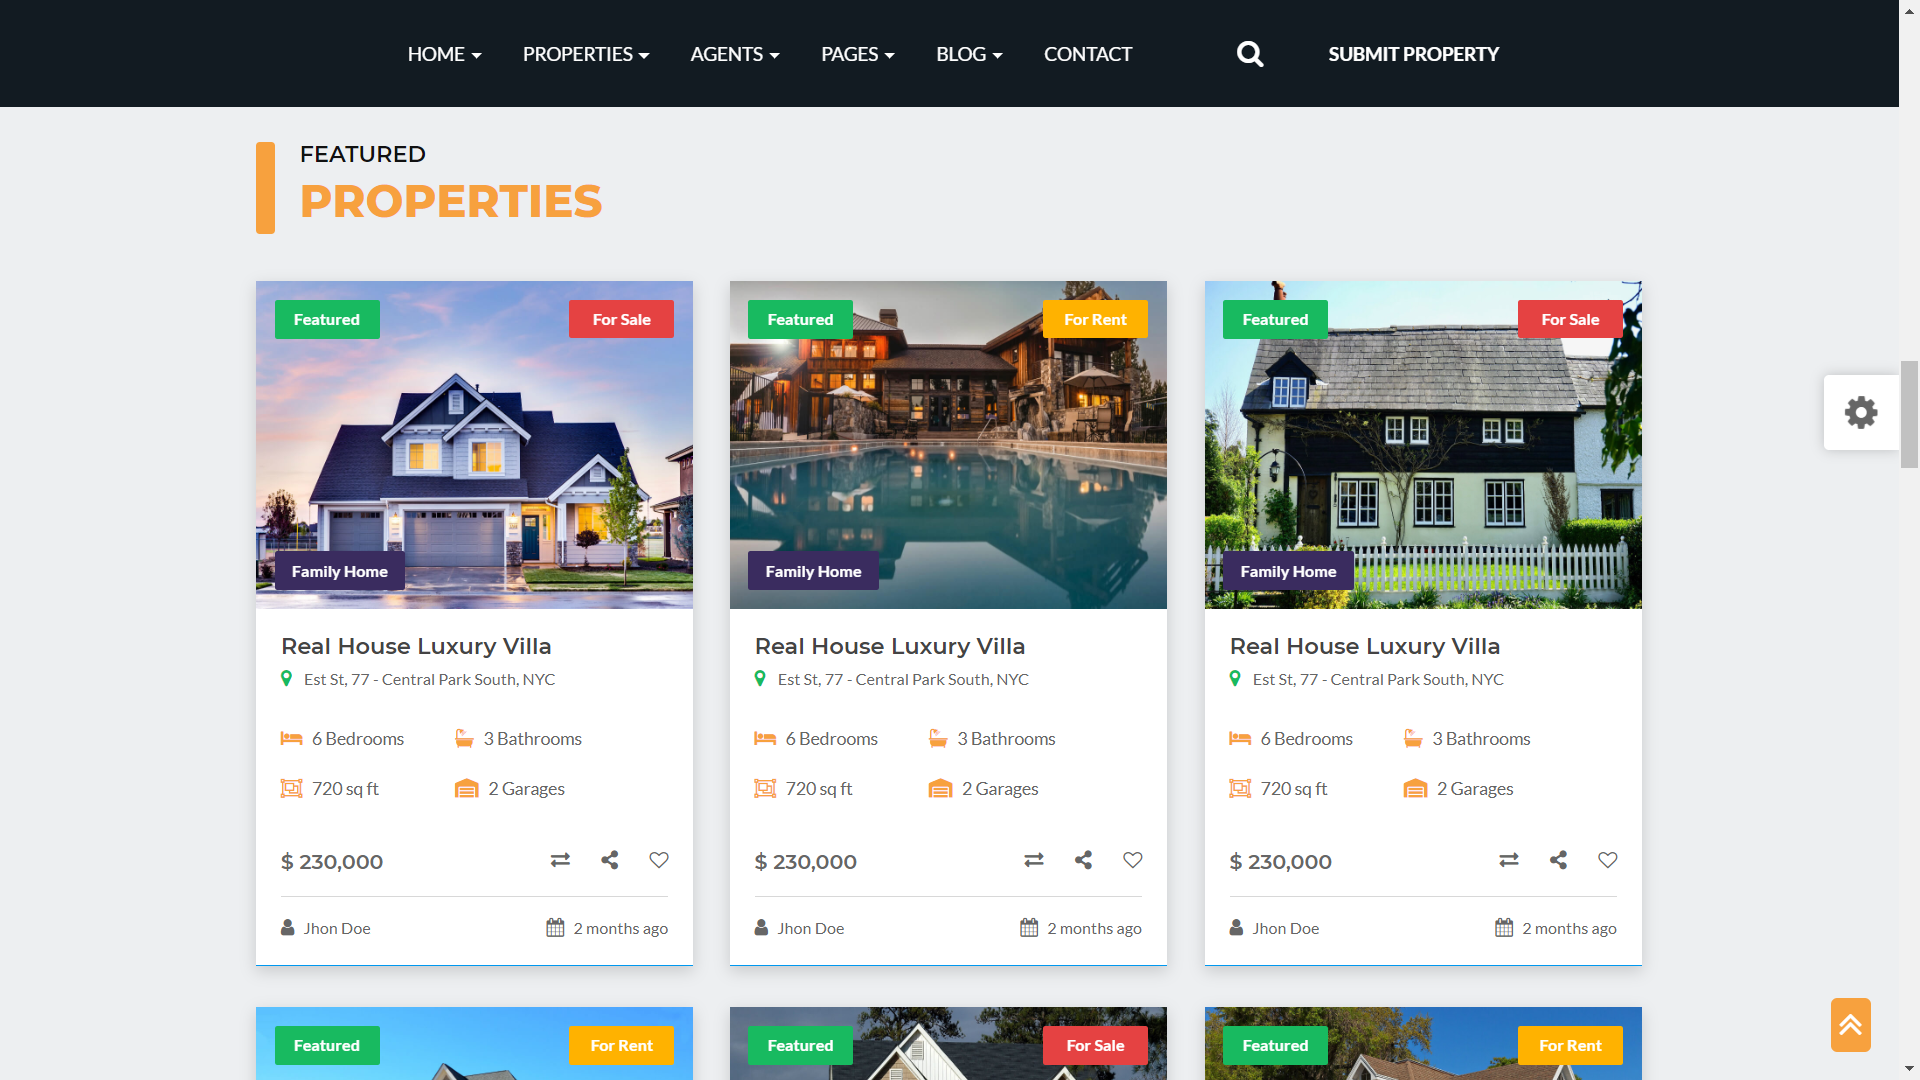 HOME PROPERTIES AGENTS PAGES BLOG CONTACT SUBMIT PROPERTY
FEATURED
PROPERTIES
Featured For Sale Featured For Rent Featured For Sale
Family Home Family Home Family Home
Real House Luxury Villa Real House Luxury Villa Real House Luxury Villa
Est St, 77 - Central Park South, NYC Est St, 77 - Central Park South, NYC Est St, 77 - Central Park South, NYC
6 Bedrooms 3 Bathrooms 6 Bedrooms 3 Bathrooms 6 Bedrooms 3 Bathrooms
720 sq ft 2 Garages 720 sq ft 2 Garages 720 sq ft 2 Garages
$ 230,000 $ 230,000 $ 230,000
Jhon Doe 2 months ago Jhon Doe 2 months ago Jhon Doe 2 months ago
Featured For Rent Featured For Sale Featured For Rent